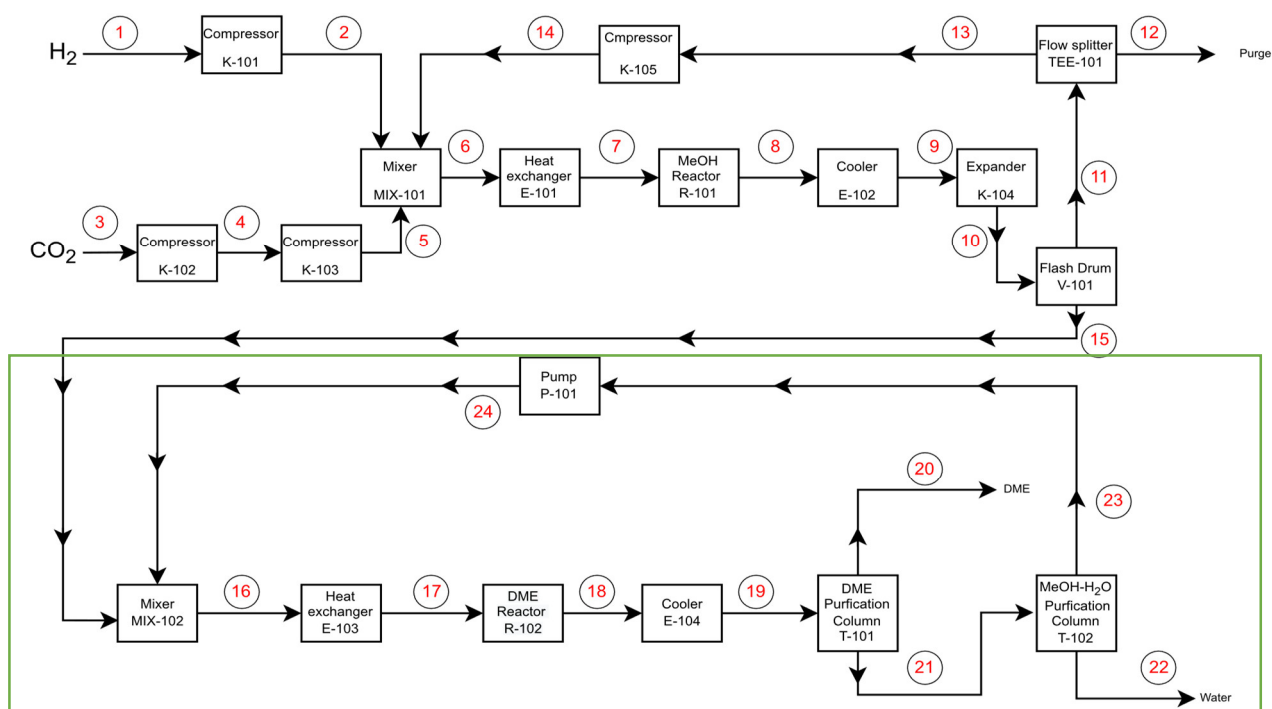 1
2
14
13
12
H2
Compressor
K-101
Cmpressor
K-105
Flow splitter
TEE-101
Purge
6
7
8
9
Mixer
MIX-101
Heat
exchanger
E-101
MeOH
Reactor
R-101
Cooler
E-102
Expander
K-104
11
3
4
5
10
CO2
Compressor
K-102
Compressor
K-103
Flash Drum
V-101
15
Pump
P-101
24
20
DME
23
16
17
18
19
Mixer
MIX-102
Heat
exchanger
E-103
DME
Reactor
R-102
Cooler
E-104
DME
Purfication
Column
T-101
MeOH-H2O
Purfication
Column
T-102
21
22
Water